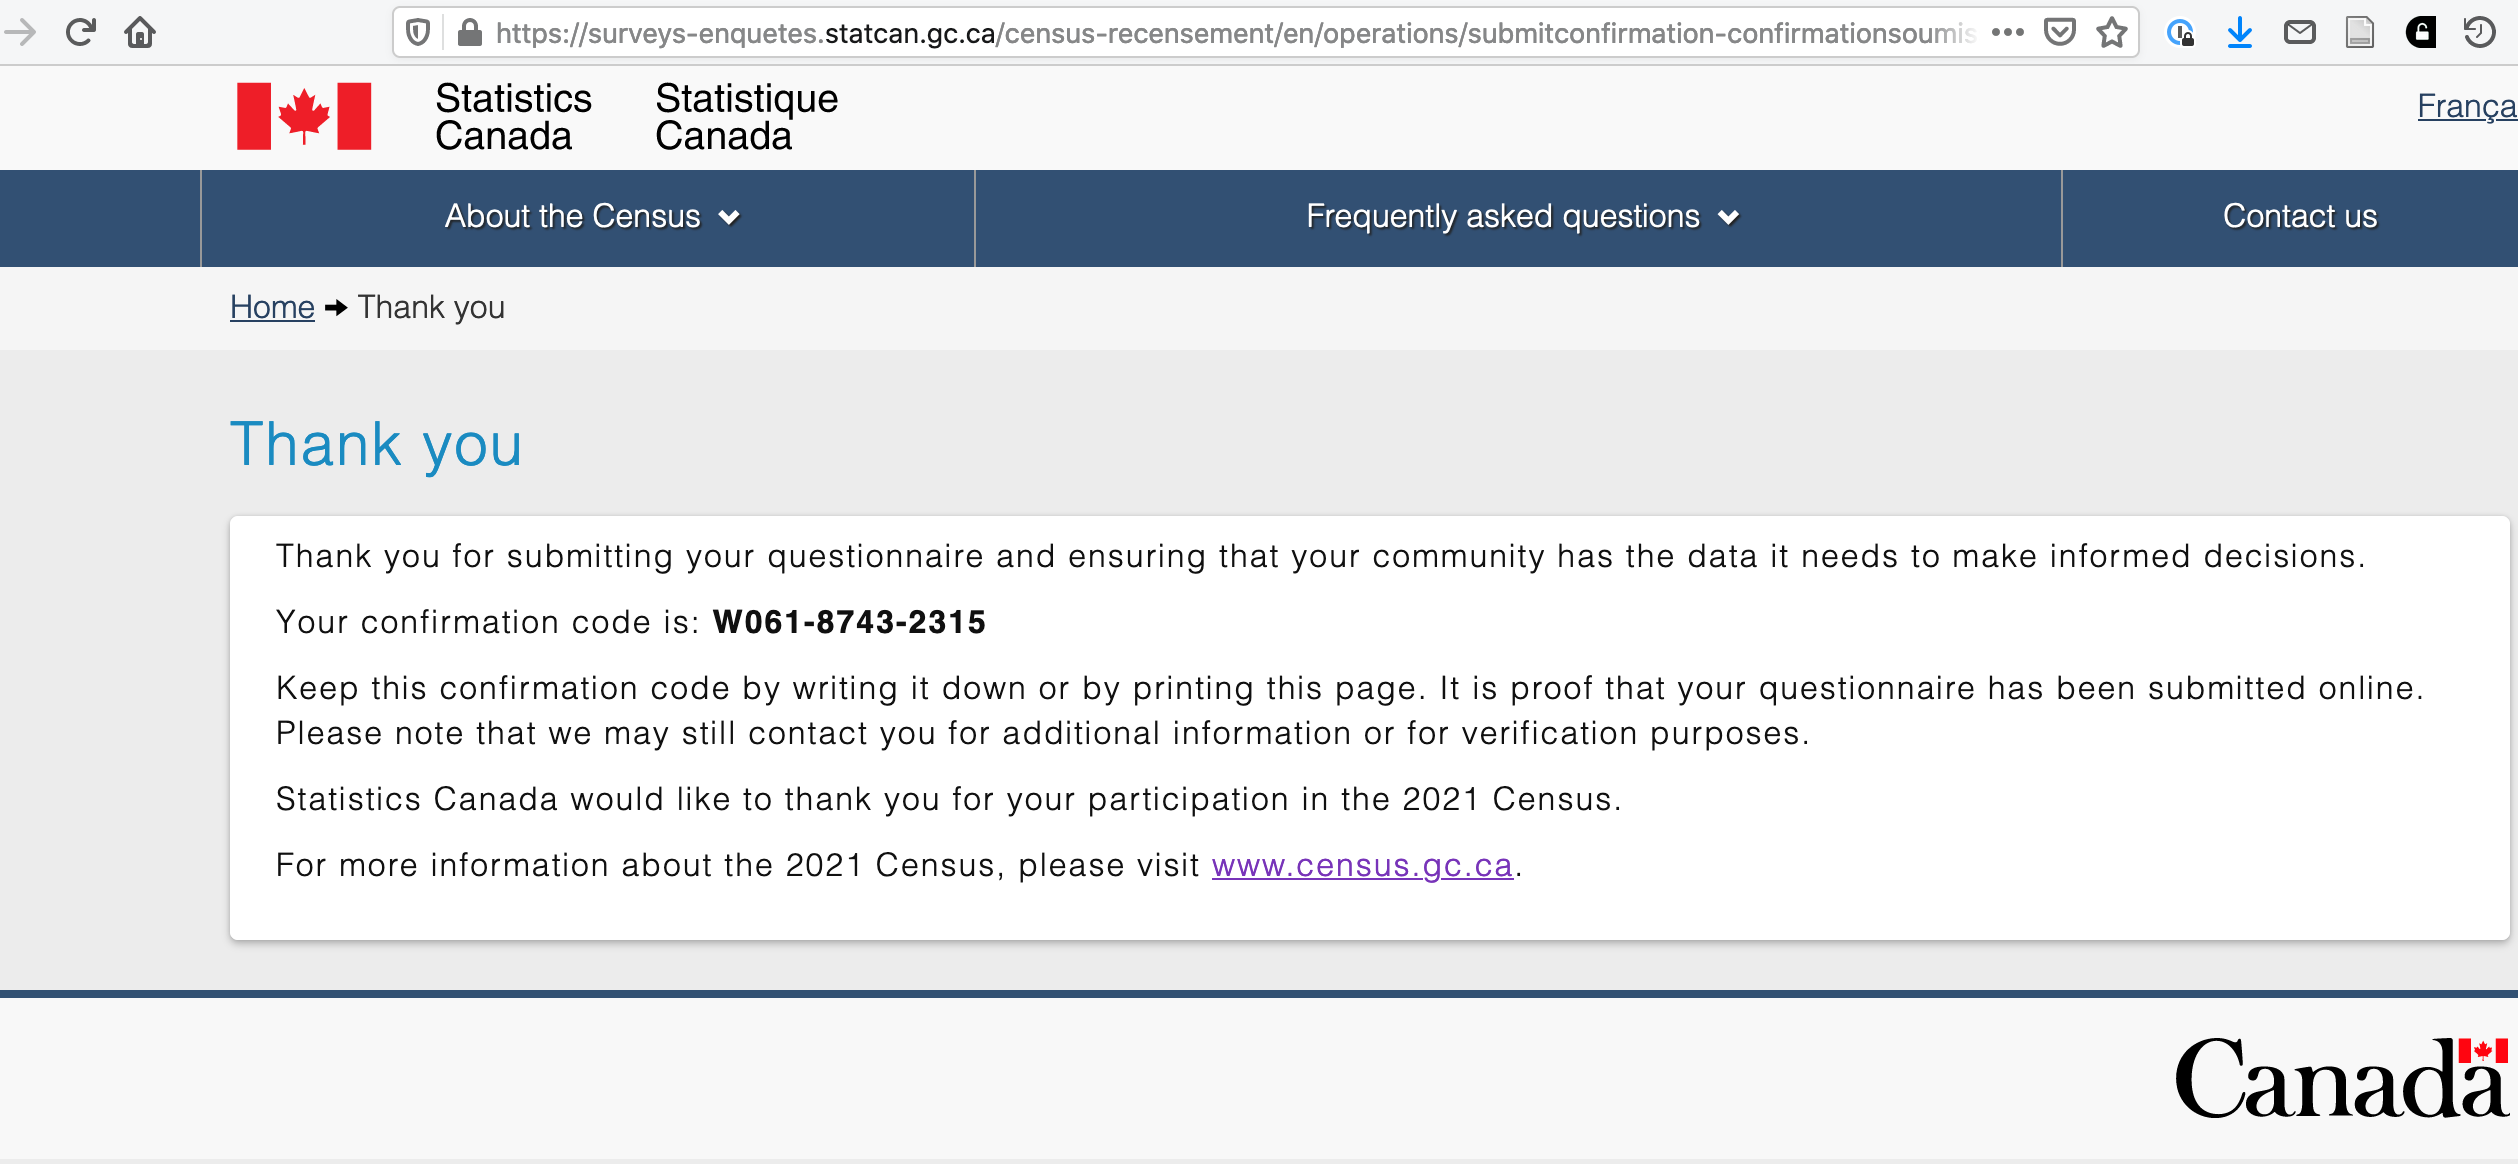 https://surveys-enquetes.statcan.gc.ca/census-recensement/en/operations/submitconfirmation-confirmationsoumis
Statistics Canada
Statistique Canada
França
About the Census
Frequently asked questions
Contact us
Home Thank you
Thank you
Thank you for submitting your questionnaire and ensuring that your community has the data it needs to make informed decisions.
Your confirmation code is: W061-8743-2315
Keep this confirmation code by writing it down or by printing this page. It is proof that your questionnaire has been submitted online.
Please note that we may still contact you for additional information or for verification purposes.
Statistics Canada would like to thank you for your participation in the 2021 Census.
For more information about the 2021 Census, please visit www.census.gc.ca.
Canada